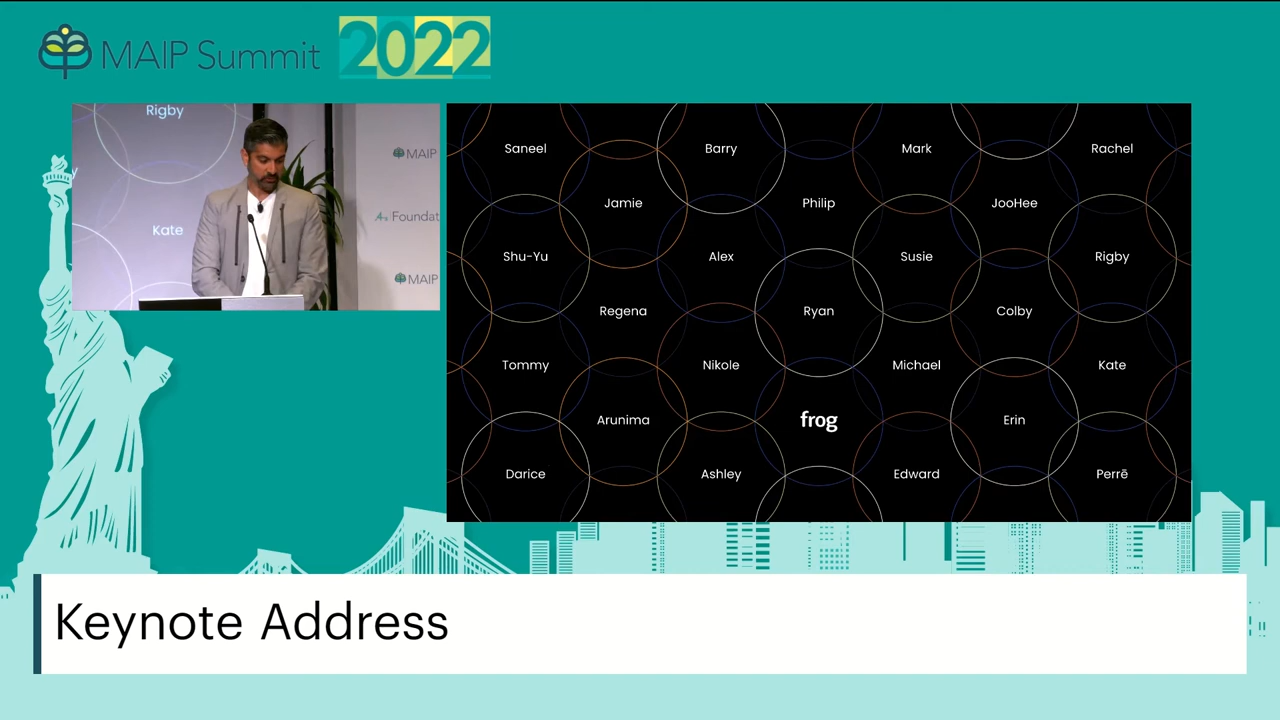 MAIP Summit 2022
Rigby
y
Kate
MAIP
Foundat
MAIP
Saneel
Barry
Mark
Rachel
Jamie
Philip
JooHee
Shu-Yu
Alex
Susie
Rigby
Regena
Ryan
Colby
Tommy
Nikole
Michael
Kate
Arunima
frog
Erin
Darice
Ashley
Edward
Perrē
Keynote Address